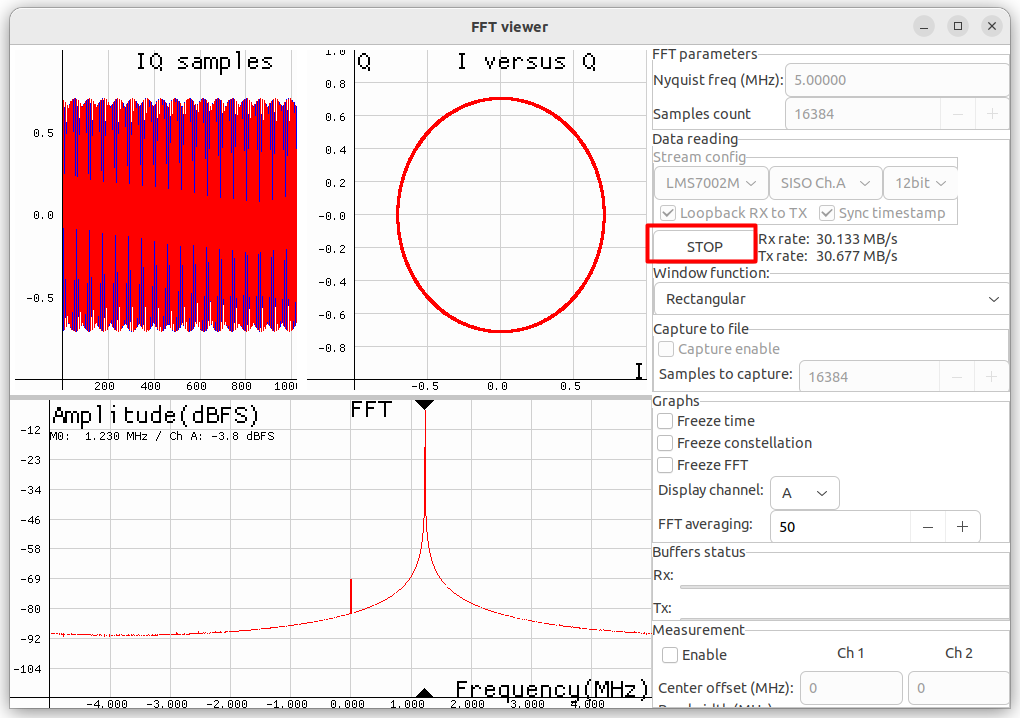 FFT viewer
IQ samples
0.5
0.0
-0.5
200 400 600 800 1000
1.0 Q I versus Q
0.8
0.6
0.4
0.2
-0.0
-0.2
-0.4
-0.6
-0.8
I
-0.5 0.0 0.5
Amplitude(dBFS) FFT
M0: 1.230 MHz / Ch A: -3.8 dBFS
-12
-23
-34
-46
-58
-69
-80
-92
-104
Frequency(MHz)
-4.000 -3.000 -2.000 -1.000 0.000 1.000 2.000 3.000 4.000
FFT parameters
Nyquist freq (MHz): 5.00000
Samples count 16384
Data reading
Stream config
LMS7002M SISO Ch.A 12bit
Loopback RX to TX Sync timestamp
STOP
Rx rate: 30.133 MB/s
Tx rate: 30.677 MB/s
Window function:
Rectangular
Capture to file
Capture enable
Samples to capture: 16384
Graphs
Freeze time
Freeze constellation
Freeze FFT
Display channel: A
FFT averaging: 50
Buffers status
Rx:
Tx:
Measurement
Enable Ch 1 Ch 2
Center offset (MHz): 0 0